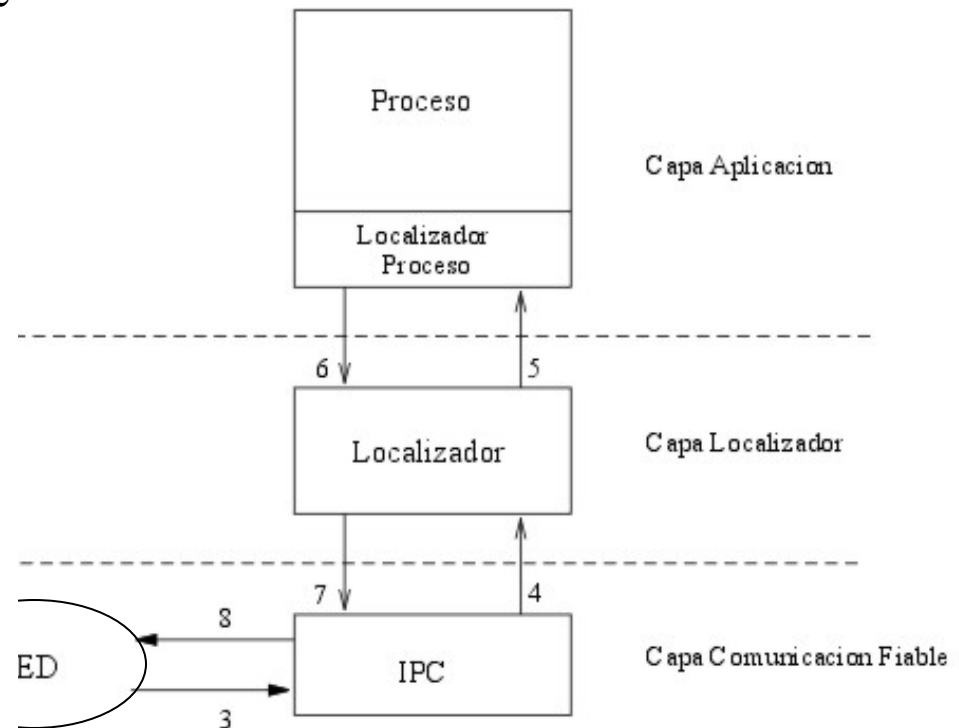 Proceso
Capa Aplicacion
Localizador
Proceso
6
5
Localizador
Capa Localizador
7
4
8
ED
IPC
Capa Comunicacion Fiable
3